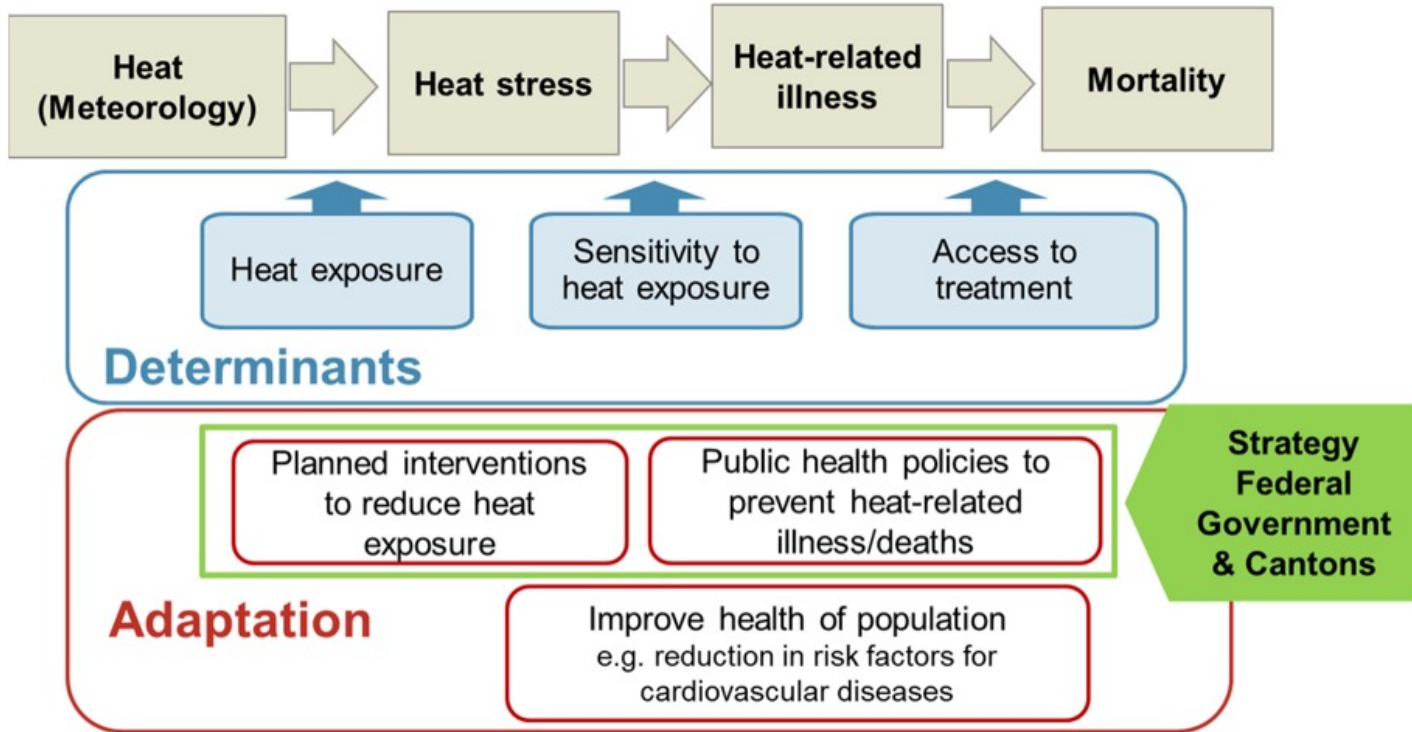 Heat
(Meteorology)
Heat stress
Heat-related
illness
Mortality
Heat exposure
Sensitivity to
heat exposure
Access to
treatment
Determinants
Planned interventions
to reduce heat
exposure
Public health policies to
prevent heat-related
illness/deaths
Strategy
Federal
Government
& Cantons
Adaptation
Improve health of population
e.g. reduction in risk factors for
cardiovascular diseases